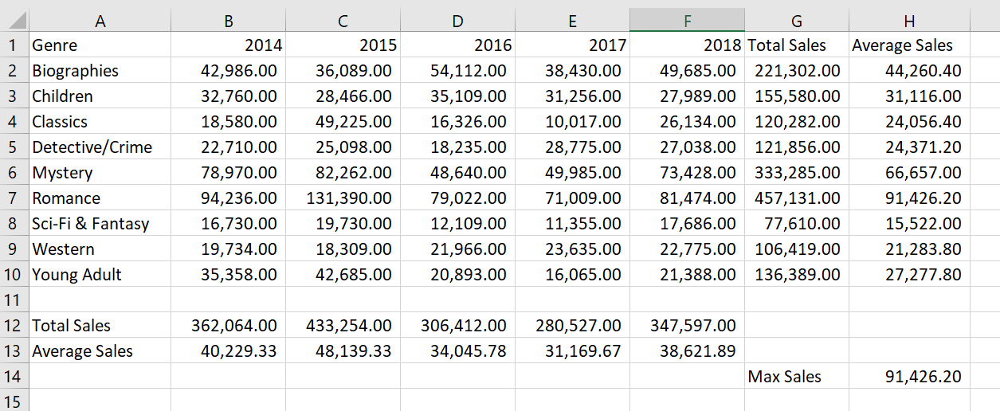 A B C D E F G H
1 Genre 2014 2015 2016 2017 2018 Total Sales Average Sales
2 Biographies 42,986.00 36,089.00 54,112.00 38,430.00 49,685.00 221,302.00 44,260.40
3 Children 32,760.00 28,466.00 35,109.00 31,256.00 27,989.00 155,580.00 31,116.00
4 Classics 18,580.00 49,225.00 16,326.00 10,017.00 26,134.00 120,282.00 24,056.40
5 Detective/Crime 22,710.00 25,098.00 18,235.00 28,775.00 27,038.00 121,856.00 24,371.20
6 Mystery 78,970.00 82,262.00 48,640.00 49,985.00 73,428.00 333,285.00 66,657.00
7 Romance 94,236.00 131,390.00 79,022.00 71,009.00 81,474.00 457,131.00 91,426.20
8 Sci-Fi & Fantasy 16,730.00 19,730.00 12,109.00 11,355.00 17,686.00 77,610.00 15,522.00
9 Western 19,734.00 18,309.00 21,966.00 23,635.00 22,775.00 106,419.00 21,283.80
10 Young Adult 35,358.00 42,685.00 20,893.00 16,065.00 21,388.00 136,389.00 27,277.80
11
12 Total Sales 362,064.00 433,254.00 306,412.00 280,527.00 347,597.00
13 Average Sales 40,229.33 48,139.33 34,045.78 31,169.67 38,621.89
14 Max Sales 91,426.20
15